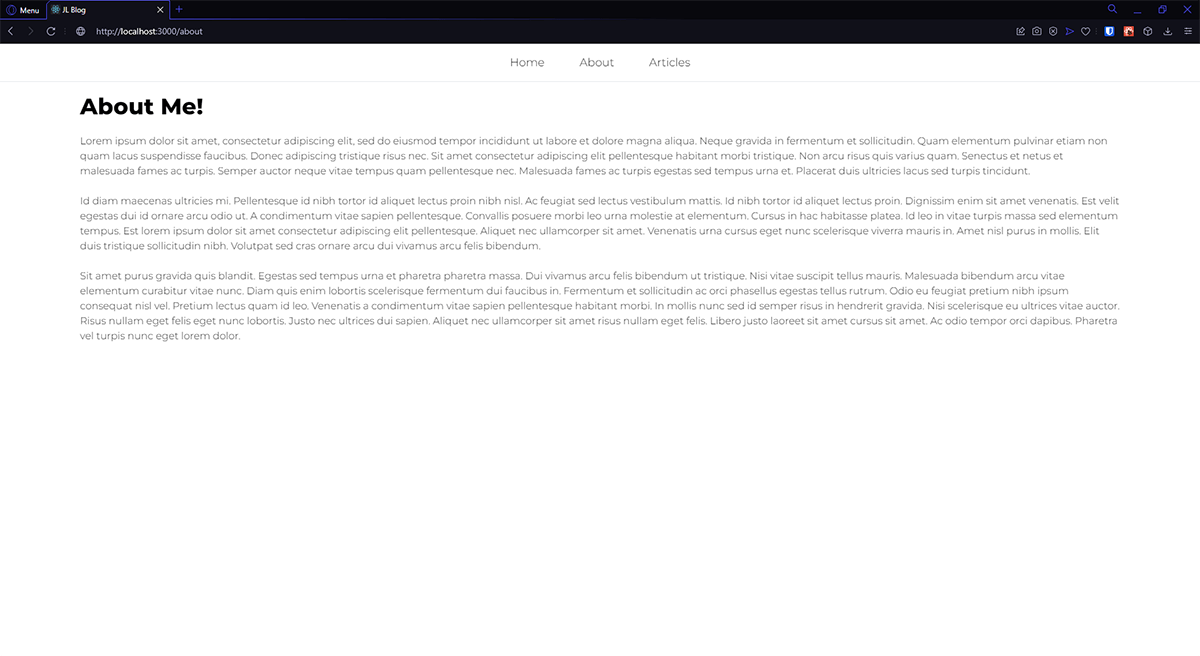 Menu
JL Blog
http://localhost:3000/about
Home About Articles
About Me!
Lorem ipsum dolor sit amet, consectetur adipiscing elit, sed do eiusmod tempor incididunt ut labore et dolore magna aliqua. Neque gravida in fermentum et sollicitudin. Quam elementum pulvinar etiam non
quam lacus suspendisse faucibus. Donec adipiscing tristique risus nec. Sit amet consectetur adipiscing elit pellentesque habitant morbi tristique. Non arcu risus quis varius quam. Senectus et netus et
malesuada fames ac turpis. Semper auctor neque vitae tempus quam pellentesque nec. Malesuada fames ac turpis egestas sed tempus urna et. Placerat duis ultricies lacus sed turpis tincidunt.
Id diam maecenas ultricies mi. Pellentesque id nibh tortor id aliquet lectus proin nibh nisl. Ac feugiat sed lectus vestibulum mattis. Id nibh tortor id aliquet lectus proin. Dignissim enim sit amet venenatis. Est velit
egestas dui id ornare arcu odio ut. A condimentum vitae sapien pellentesque. Convallis posuere morbi leo urna molestie at elementum. Cursus in hac habitasse platea. Id leo in vitae turpis massa sed elementum
tempus. Est lorem ipsum dolor sit amet consectetur adipiscing elit pellentesque. Aliquet nec ullamcorper sit amet. Venenatis urna cursus eget nunc scelerisque viverra mauris in. Amet nisl purus in mollis. Elit
duis tristique sollicitudin nibh. Volutpat sed cras ornare arcu dui vivamus arcu felis bibendum.
Sit amet purus gravida quis blandit. Egestas sed tempus urna et pharetra pharetra massa. Dui vivamus arcu felis bibendum ut tristique. Nisi vitae suscipit tellus mauris. Malesuada bibendum arcu vitae
elementum curabitur vitae nunc. Diam quis enim lobortis scelerisque fermentum dui faucibus in. Fermentum et sollicitudin ac orci phasellus egestas tellus rutrum. Odio eu feugiat pretium nibh ipsum
consequat nisl vel. Pretium lectus quam id leo. Venenatis a condimentum vitae sapien pellentesque habitant morbi. In mollis nunc sed id semper risus in hendrerit gravida. Nisi scelerisque eu ultrices vitae auctor.
Risus nullam eget felis eget nunc lobortis. Justo nec ultrices dui sapien. Aliquet nec ullamcorper sit amet risus nullam eget felis. Libero justo laoreet sit amet cursus sit amet. Ac odio tempor orci dapibus. Pharetra
vel turpis nunc eget lorem dolor.